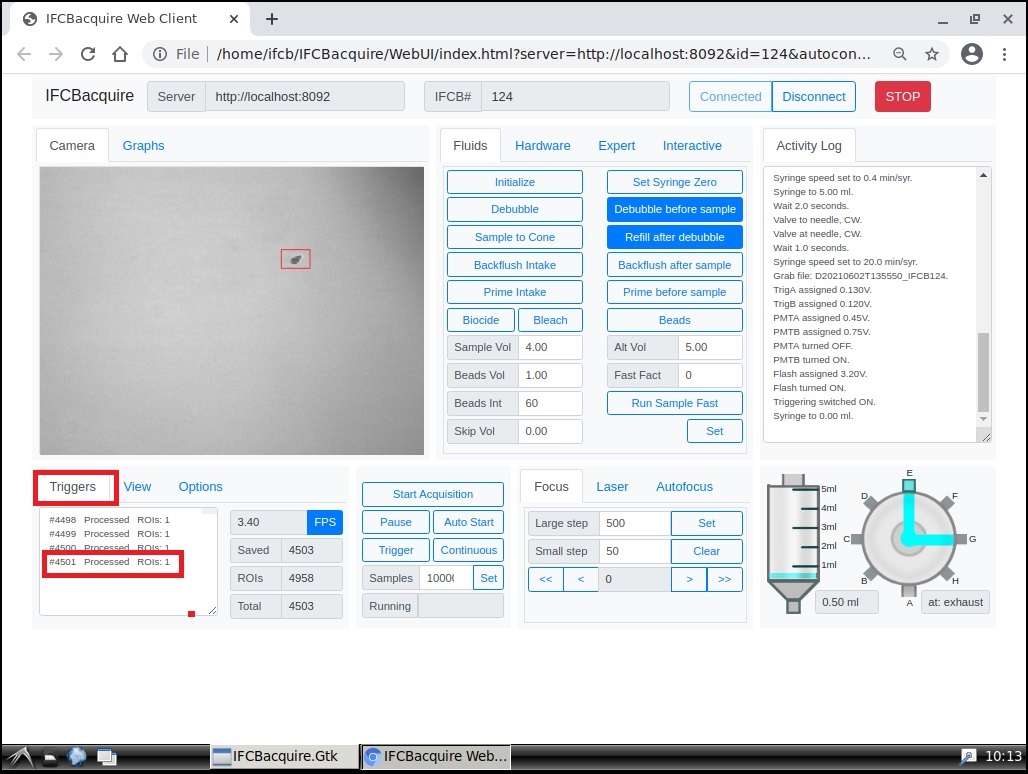 IFCBacquire Web Client
File /home/ifcb/IFCBacquire/WebUI/index.html?server=http://localhost:8092&id=124&autocon...
IFCBacquire Server http://localhost:8092 IFCB# 124 Connected Disconnect STOP
Camera Graphs
Fluids Hardware Expert Interactive
Initialize Set Syringe Zero
Debubble Debubble before sample
Sample to Cone Refill after debubble
Backflush Intake Backflush after sample
Prime Intake Prime before sample
Biocide Bleach Beads
Sample Vol 4.00 Alt Vol 5.00
Beads Vol 1.00 Fast Fact 0
Beads Int 60 Run Sample Fast
Skip Vol 0.00 Set
Activity Log
Syringe speed set to 0.4 min/syr.
Syringe to 5.00 ml.
Wait 2.0 seconds.
Valve to needle, CW.
Valve at needle, CW.
Wait 1.0 seconds.
Syringe speed set to 20.0 min/syr.
Grab file: D20210602T135550_IFCB124.
TrigA assigned 0.130V.
TrigB assigned 0.120V.
PMTA assigned 0.45V.
PMTB assigned 0.75V.
PMTA turned OFF.
PMTB turned ON.
Flash assigned 3.20V.
Flash turned ON.
Triggering switched ON.
Syringe to 0.00 ml.
Triggers View Options
#4498 Processed ROIs: 1
#4499 Processed ROIs: 1
#4500 Processed ROIs: 1
#4501 Processed ROIs: 1
3.40 FPS
Saved 4503
ROIs 4958
Total 4503
Start Acquisition
Pause Auto Start
Trigger Continuous
Samples 10000 Set
Running
Focus Laser Autofocus
Large step 500 Set
Small step 50 Clear
<< < 0 > >>
5ml
4ml
3ml
2ml
1ml
0.50 ml
E
D F
C G
B H
A
at: exhaust
IFCBacquire.Gtk IFCBacquire Web... 10:13